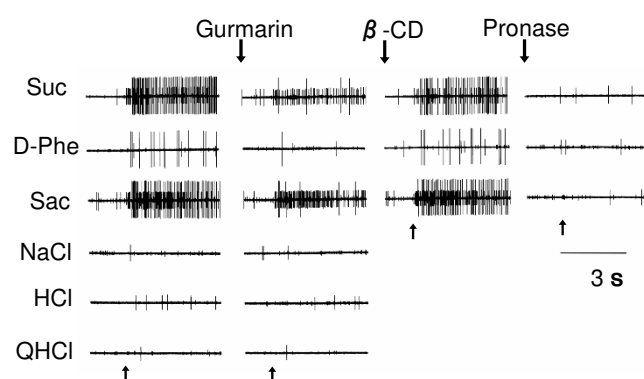 Gurmarin β-CD Pronase
Suc
D-Phe
Sac
NaCl
HCl
3 s
QHCl